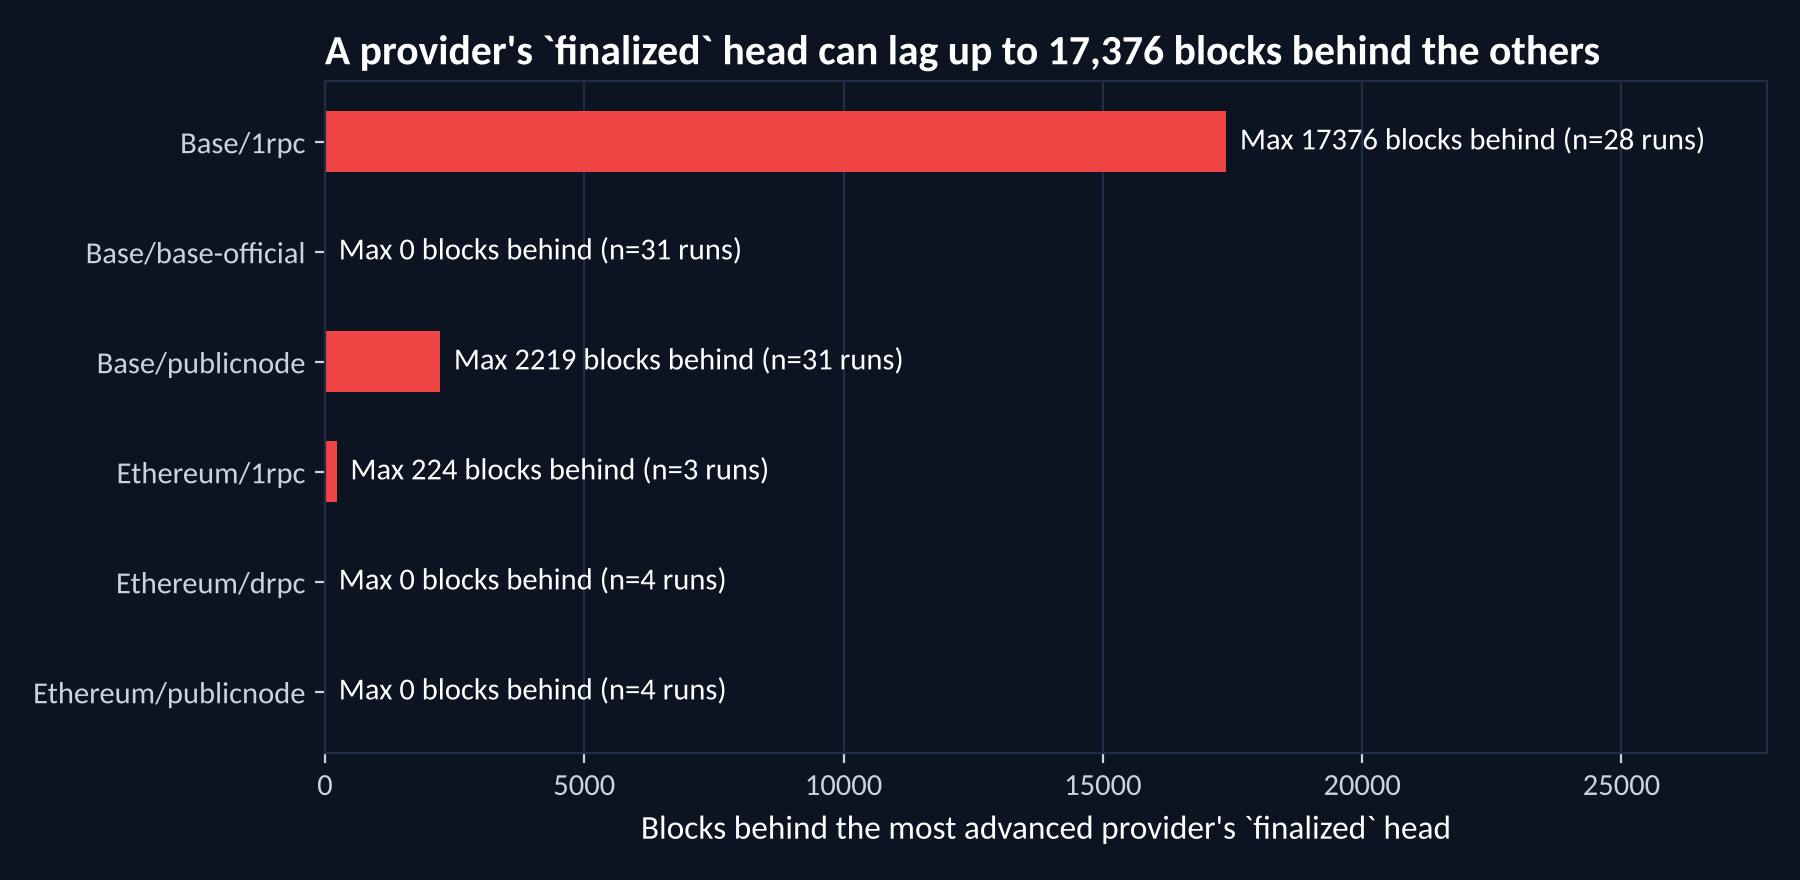 A provider's `finalized` head can lag up to 17,376 blocks behind the others
Base/1rpc
Max 17376 blocks behind (n=28 runs)
Base/base-official
Max 0 blocks behind (n=31 runs)
Base/publicnode
Max 2219 blocks behind (n=31 runs)
Ethereum/1rpc
Max 224 blocks behind (n=3 runs)
Ethereum/drpc
Max 0 blocks behind (n=4 runs)
Ethereum/publicnode
Max 0 blocks behind (n=4 runs)
0 5000 10000 15000 20000 25000
Blocks behind the most advanced provider's `finalized` head